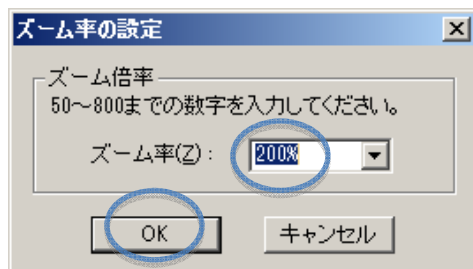 ズーム率の設定
ズーム倍率
50～800までの数字を入力してください。
ズーム率(Z)： 200%
OK キャンセル